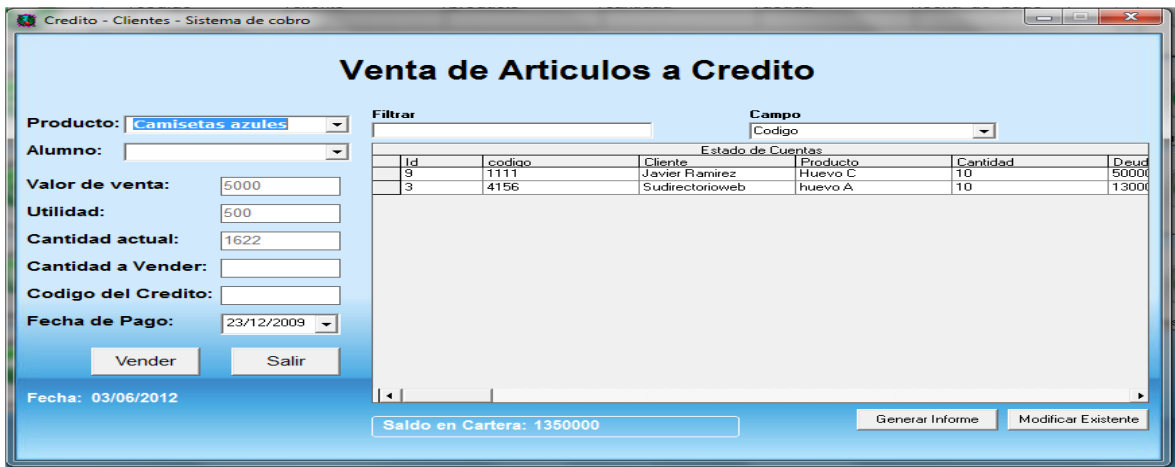 Credito - Clientes - Sistema de cobro
Venta de Articulos a Credito
Producto: Camisetas azules
Alumno:
Valor de venta: 5000
Utilidad: 500
Cantidad actual: 1622
Cantidad a Vender:
Codigo del Credito:
Fecha de Pago: 23/12/2009
Vender Salir
Fecha: 03/06/2012
Filtrar Campo
Codigo
Estado de Cuentas
Id codigo Cliente Producto Cantidad Deud
9 1111 Javier Ramirez Huevo C 10 50000
3 4156 Sudirectorioweb huevo A 10 13000
Saldo en Cartera: 1350000
Generar Informe Modificar Existente